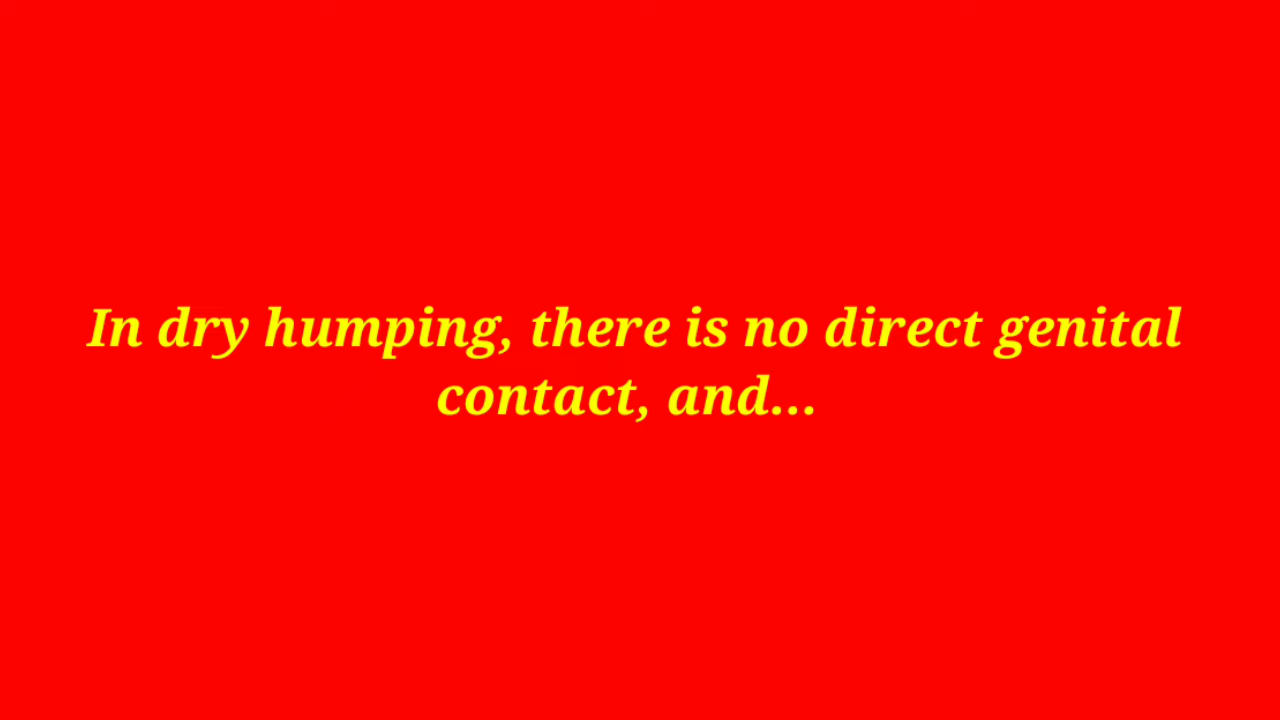 In dry humping, there is no direct genital
contact, and...